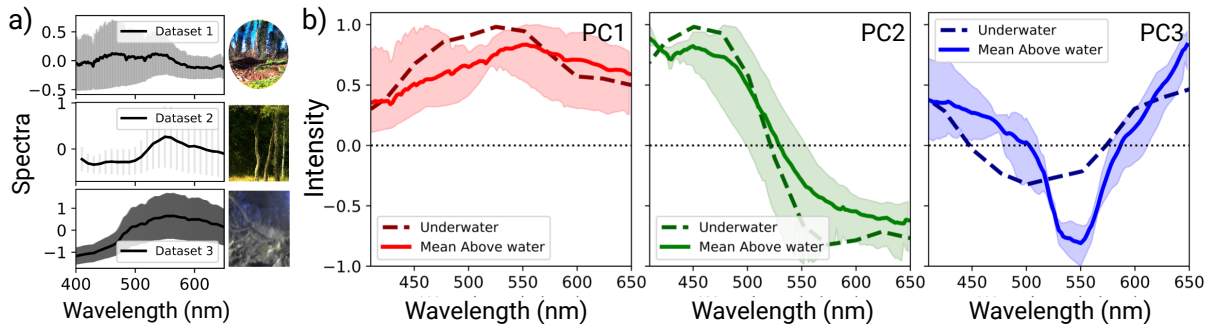 a)
Spectra
0.5
0.0
−0.5
Dataset 1
1
0
Dataset 2
1
0
−1
Dataset 3
400 500 600
Wavelength (nm)
b)
Intensity
1.0
0.5
0.0
−0.5
−1.0
PC1
Underwater
Mean Above water
450 500 550 600 650
Wavelength (nm)
PC2
Underwater
Mean Above water
450 500 550 600 650
Wavelength (nm)
PC3
Underwater
Mean Above water
450 500 550 600 650
Wavelength (nm)